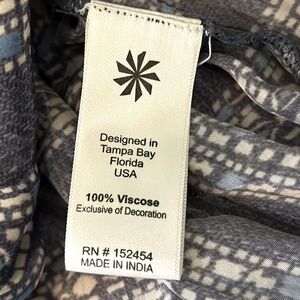 Designed in
Tampa Bay
Florida
USA
100% Viscose
Exclusive of Decoration
RN # 152454
MADE IN INDIA